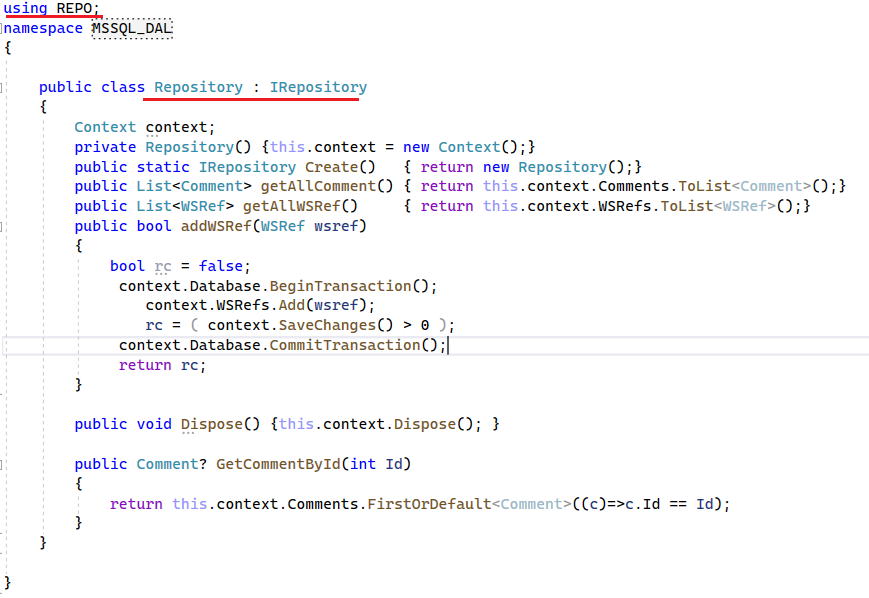 using REPO;
namespace MSSQL_DAL
{
public class Repository : IRepository
{
Context context;
private Repository() {this.context = new Context();}
public static IRepository Create() { return new Repository();}
public List<Comment> getAllComment() { return this.context.Comments.ToList<Comment>();}
public List<WSRef> getAllWSRef() { return this.context.WSRefs.ToList<WSRef>();}
public bool addWSRef(WSRef wsref)
{
bool rc = false;
context.Database.BeginTransaction();
context.WSRefs.Add(wsref);
rc = ( context.SaveChanges() > 0 );
context.Database.CommitTransaction();
return rc;
}
public void Dispose() {this.context.Dispose(); }
public Comment? GetCommentById(int Id)
{
return this.context.Comments.FirstOrDefault<Comment>((c)=>c.Id == Id);
}
}
}